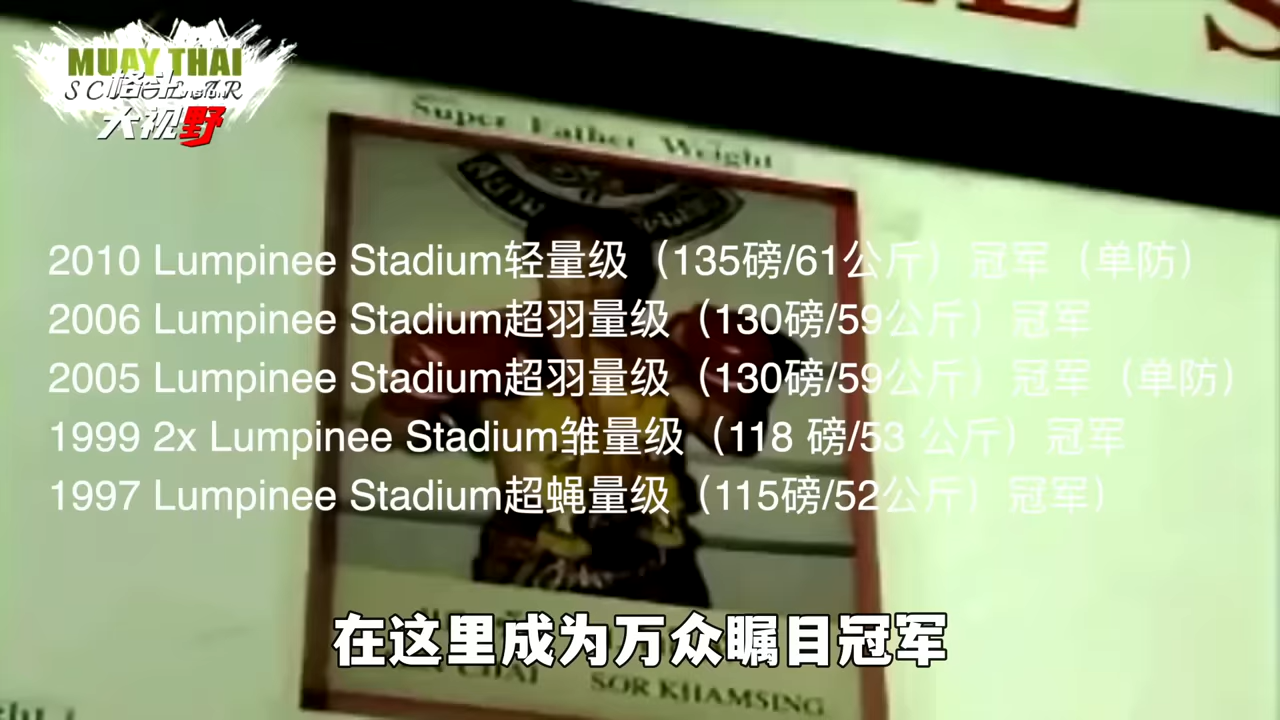 MUAY THAI
大视野
Super Father Weight
2010 Lumpinee Stadium轻量级（135磅/61公斤）冠军（单防）
2006 Lumpinee Stadium超羽量级（130磅/59公斤）冠军
2005 Lumpinee Stadium超羽量级（130磅/59公斤）冠军（单防）
1999 2x Lumpinee Stadium雏量级（118 磅/53 公斤）冠军
1997 Lumpinee Stadium超蝇量级（115磅/52公斤）冠军）
在这里成为万众瞩目冠军
CHAI SOR KHAMSING